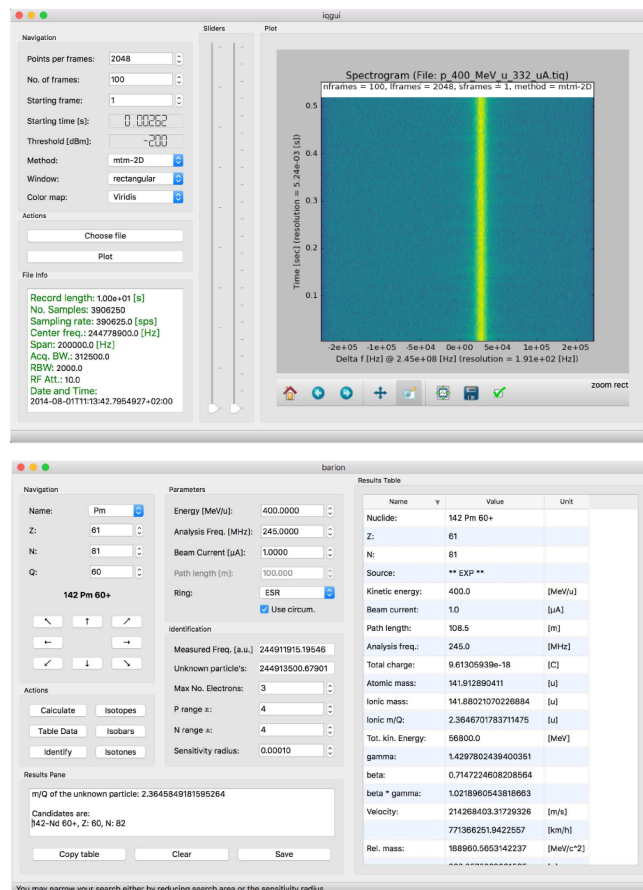 iqgui
Navigation
Points per frames: 2048
No. of frames: 100
Starting frame: 1
Starting time [s]: 0.00262
Threshold [dBm]: -200
Method: mtm-2D
Window: rectangular
Color map: Viridis
Actions
Choose file
Plot
File Info
Record length: 1.00e+01 [s]
No. Samples: 3906250
Sampling rate: 390625.0 [sps]
Center freq.: 244778900.0 [Hz]
Span: 200000.0 [Hz]
Acq. BW.: 312500.0
RBW: 2000.0
RF Att.: 10.0
Date and Time:
2014-08-01T11:13:42.7954927+02:00
Sliders
Plot
Spectrogram (File: p_400_MeV_u_332_uA.tiq)
nframes = 100, lframes = 2048, sframes = 1, method = mtm-2D
Time [sec] (resolution = 5.24e-03 [s])
0.5
0.4
0.3
0.2
0.1
-2e+05 -1e+05 -5e+04 0e+00 5e+04 1e+05 2e+05
Delta f [Hz] @ 2.45e+08 [Hz] (resolution = 1.91e+02 [Hz])
zoom rect
barion
Navigation
Name: Pm
Z: 61
N: 81
Q: 60
142 Pm 60+
↖ ↑ ↗
← →
↙ ↓ ↘
Actions
Calculate Isotopes
Table Data Isobars
Identify Isotones
Parameters
Energy [MeV/u]: 400.0000
Analysis Freq. [MHz]: 245.0000
Beam Current [μA]: 1.0000
Path length [m]: 100.000
Ring: ESR
Use circum.
Identification
Measured Freq. [a.u.] 244911915.19546
Unknown particle's: 244913500.67901
Max No. Electrons: 3
P range ±: 4
N range ±: 4
Sensitivity radius: 0.00010
Results Pane
m/Q of the unknown particle: 2.3645849181595264
Candidates are:
142-Nd 60+, Z: 60, N: 82
Copy table Clear Save
Results Table
Name Value Unit
Nuclide: 142 Pm 60+
Z: 61
N: 81
Source: ** EXP **
Kinetic energy: 400.0 [MeV/u]
Beam current: 1.0 [μA]
Path length: 108.5 [m]
Analysis freq.: 245.0 [MHz]
Total charge: 9.61305939e-18 [C]
Atomic mass: 141.912890411 [u]
Ionic mass: 141.88021070226884 [u]
Ionic m/Q: 2.3646701783711475 [u]
Tot. kin. Energy: 56800.0 [MeV]
gamma: 1.4297802439400351
beta: 0.7147224608208564
beta * gamma: 1.0218960543818663
Velocity: 214268403.31729326 [m/s]
771366251.9422557 [km/h]
Rel. mass: 188960.5653142237 [MeV/c^2]
You may narrow your search either by reducing search area or the sensitivity radius.